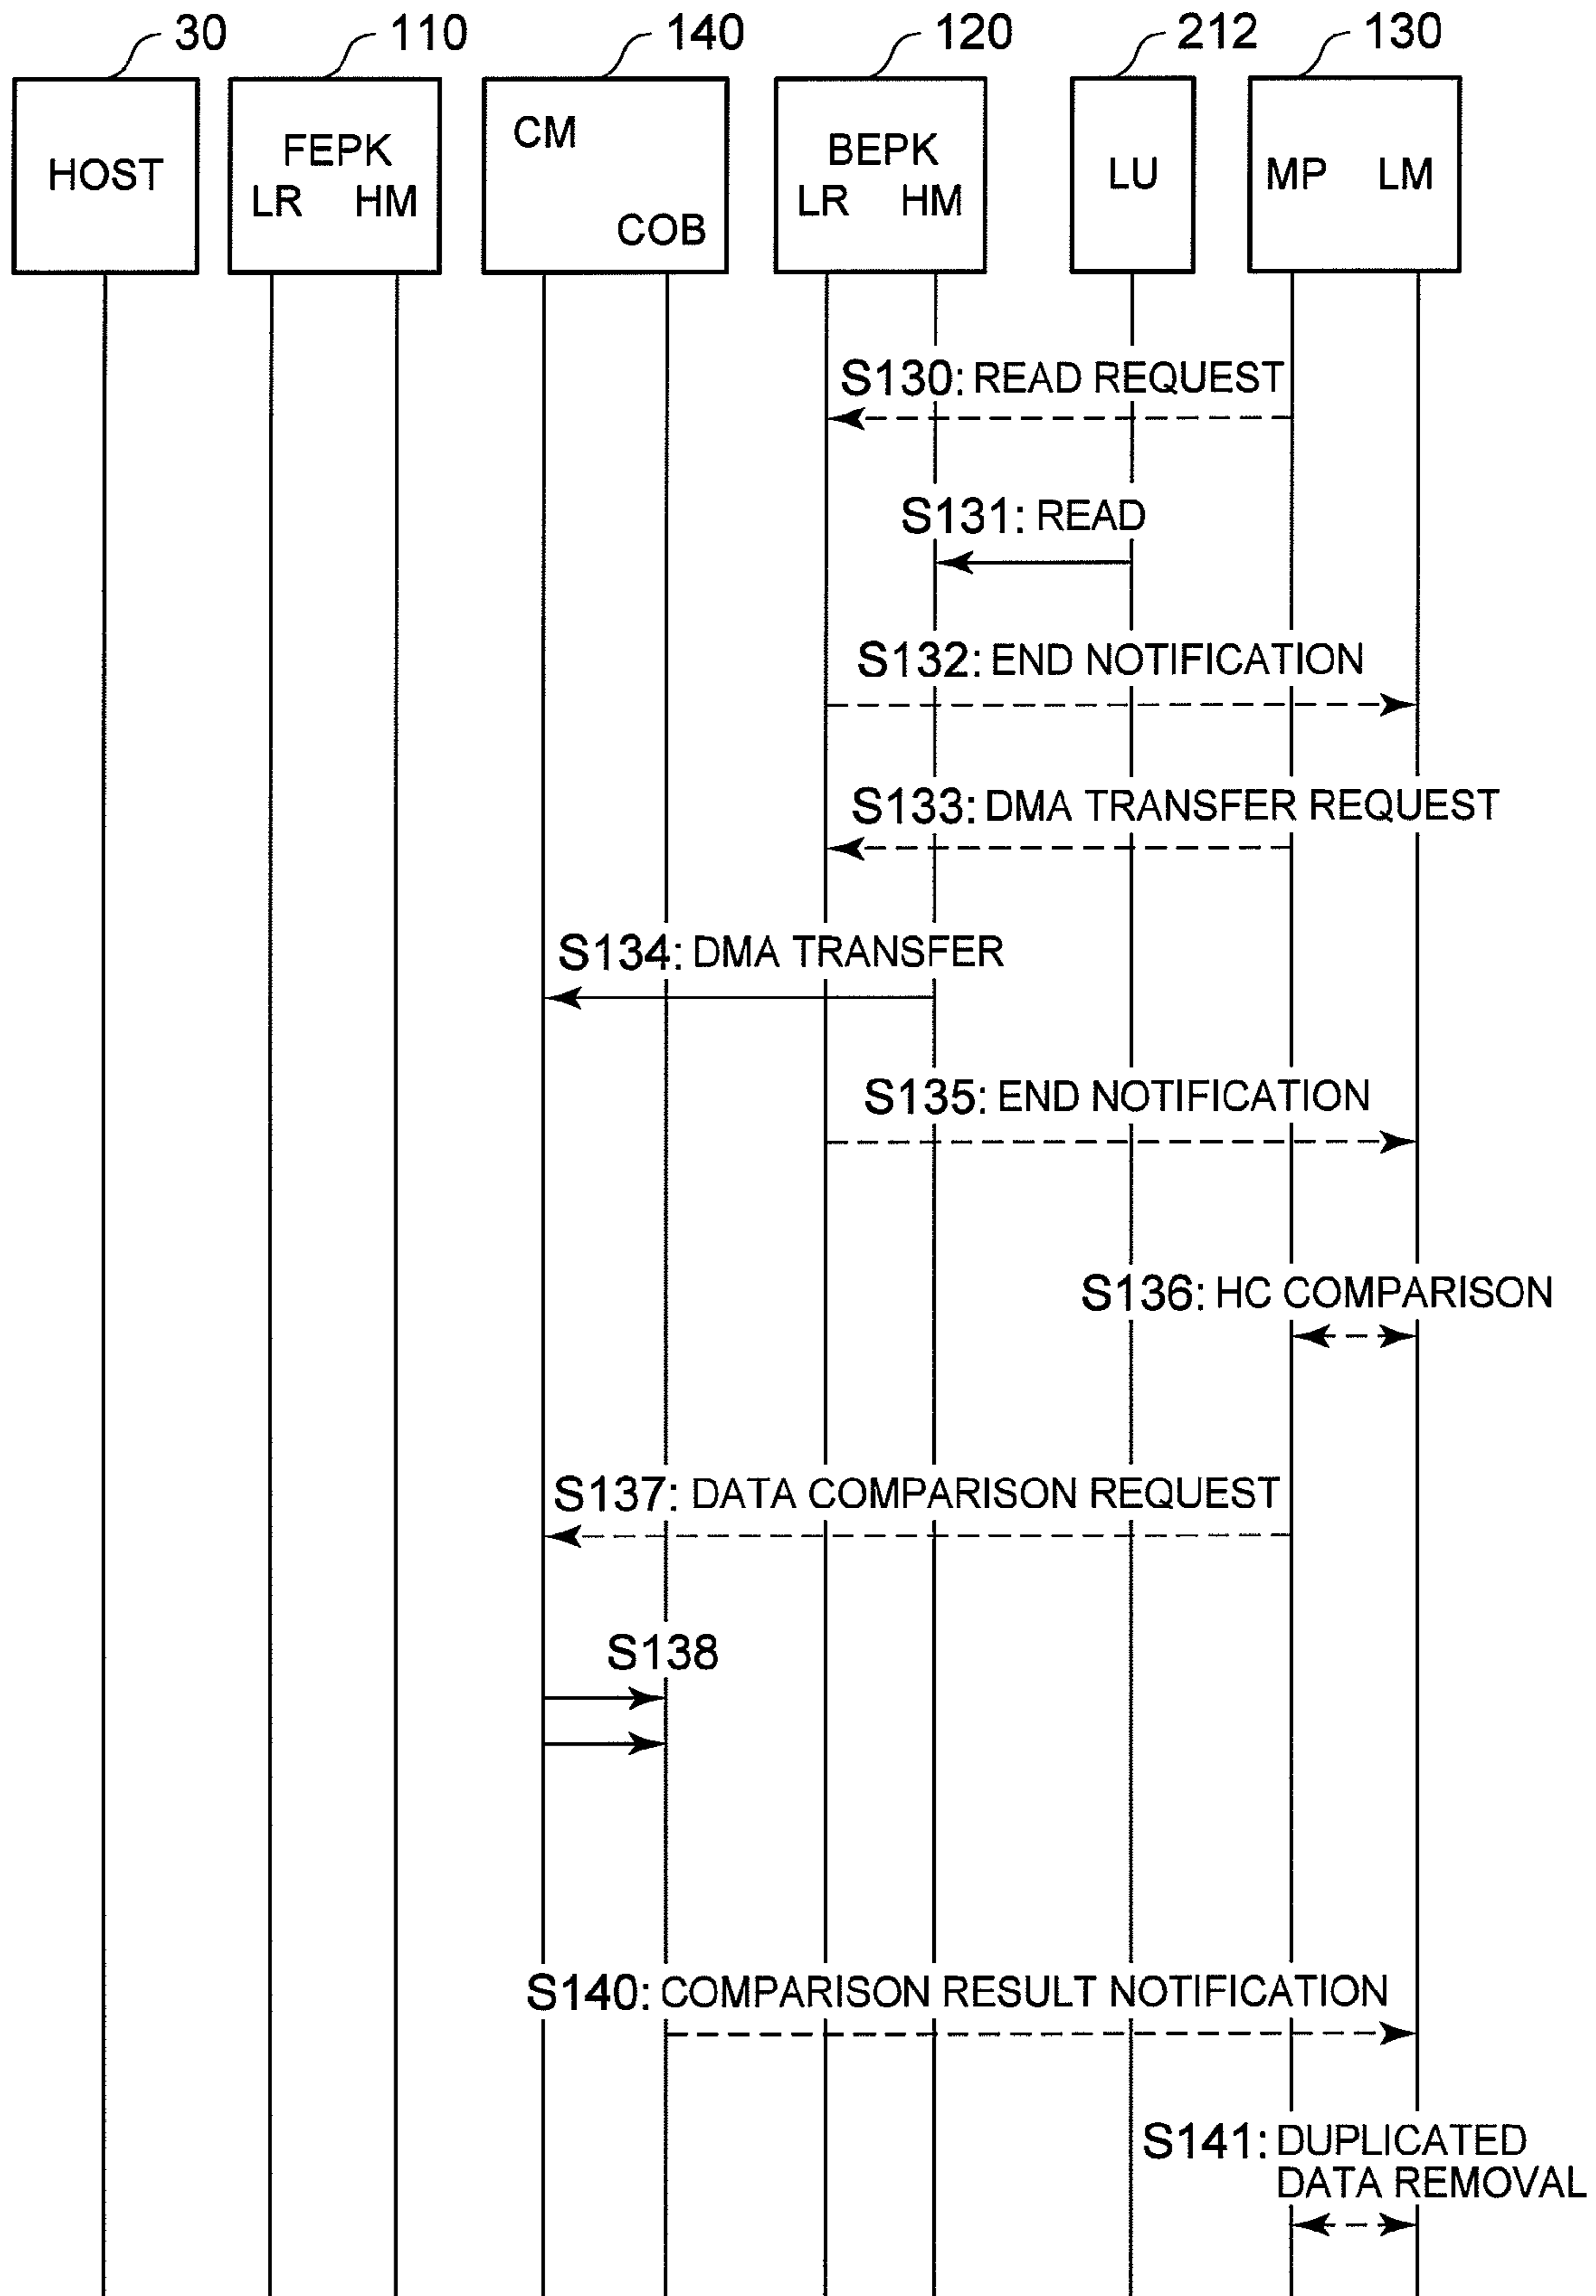 30 110 140 120 212 130
HOST
FEPK
LR HM
CM
COB
BEPK
LR HM
LU
MP LM
S130: READ REQUEST
S131: READ
S132: END NOTIFICATION
S133: DMA TRANSFER REQUEST
S134: DMA TRANSFER
S135: END NOTIFICATION
S136: HC COMPARISON
S137: DATA COMPARISON REQUEST
S138
S140: COMPARISON RESULT NOTIFICATION
S141: DUPLICATED
DATA REMOVAL